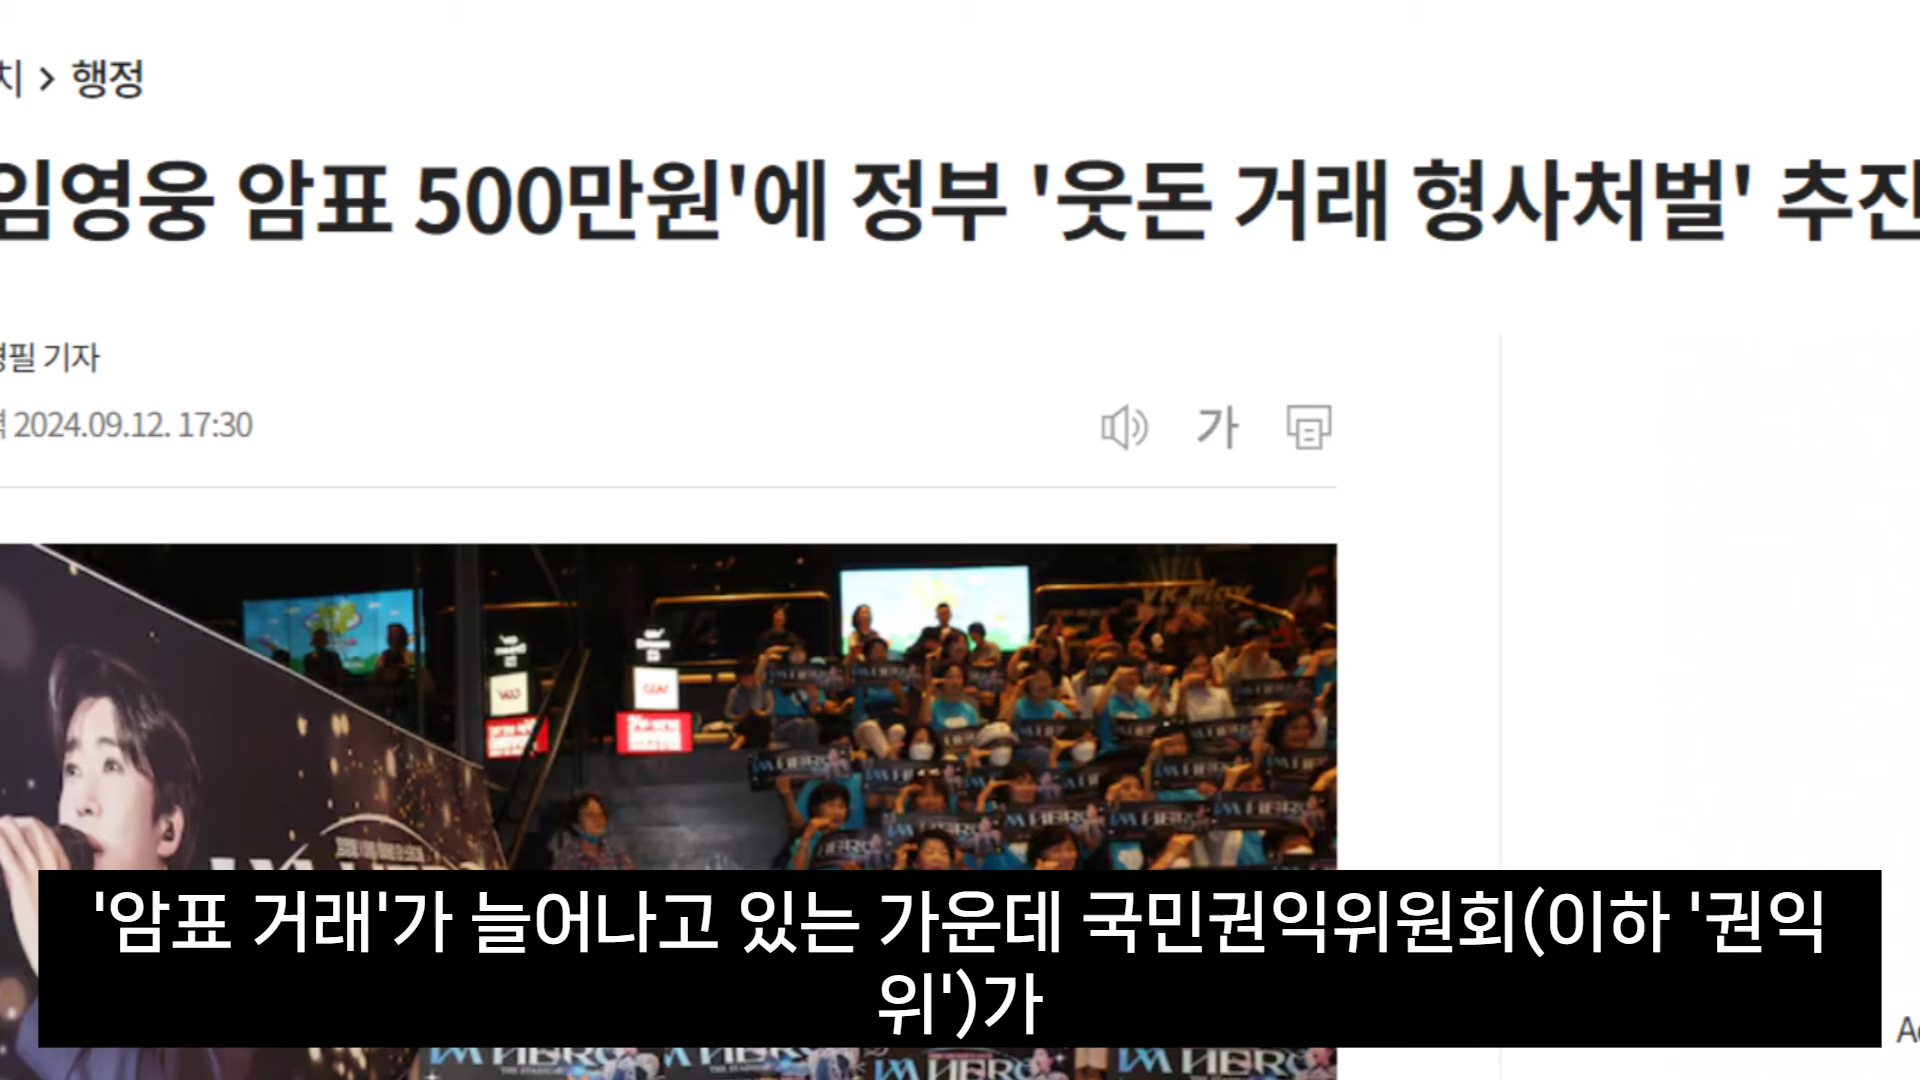 치 > 행정
임영웅 암표 500만원'에 정부 '웃돈 거래 형사처벌' 추진
필 기자
2024.09.12. 17:30
가
'암표 거래'가 늘어나고 있는 가운데 국민권익위원회(이하 '권익
위')가